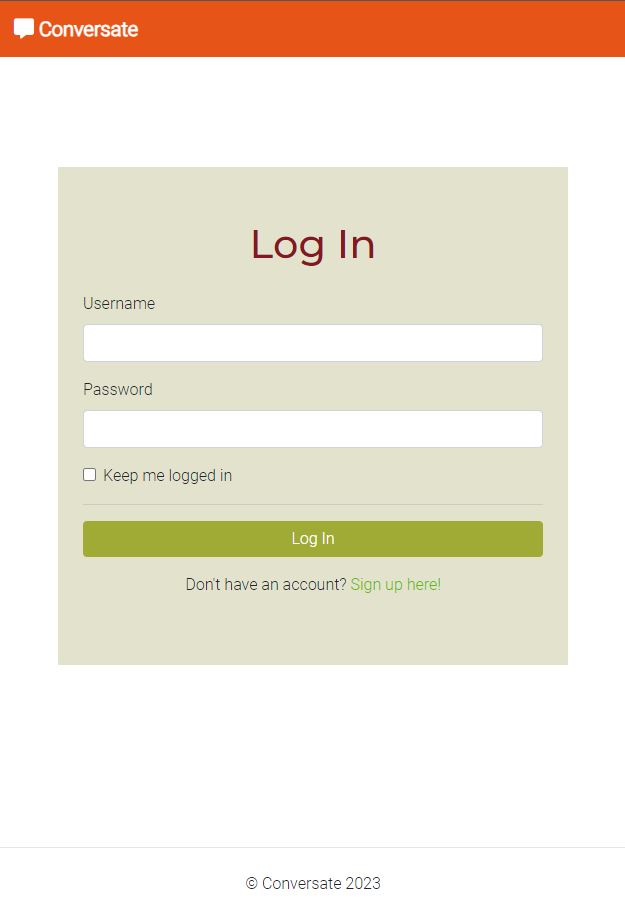 Conversate
Log In
Username
Password
Keep me logged in
Log In
Don't have an account? Sign up here!
© Conversate 2023